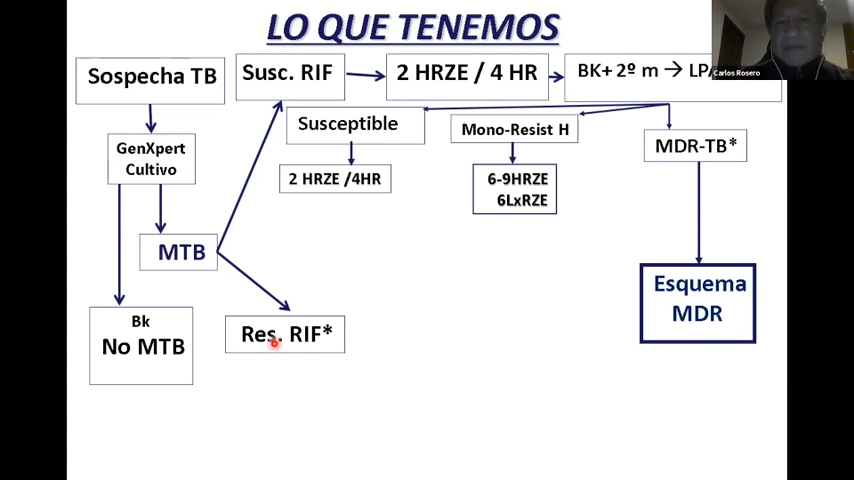 LO QUE TENEMOS
Sospecha TB
Susc. RIF
2 HRZE / 4 HR
BK+ 2º m → LPA
Carlos Rosero
Susceptible
Mono-Resist H
MDR-TB*
GenXpert
Cultivo
2 HRZE /4HR
6-9HRZE
6LxRZE
MTB
Esquema
MDR
Bk
No MTB
Res. RIF*